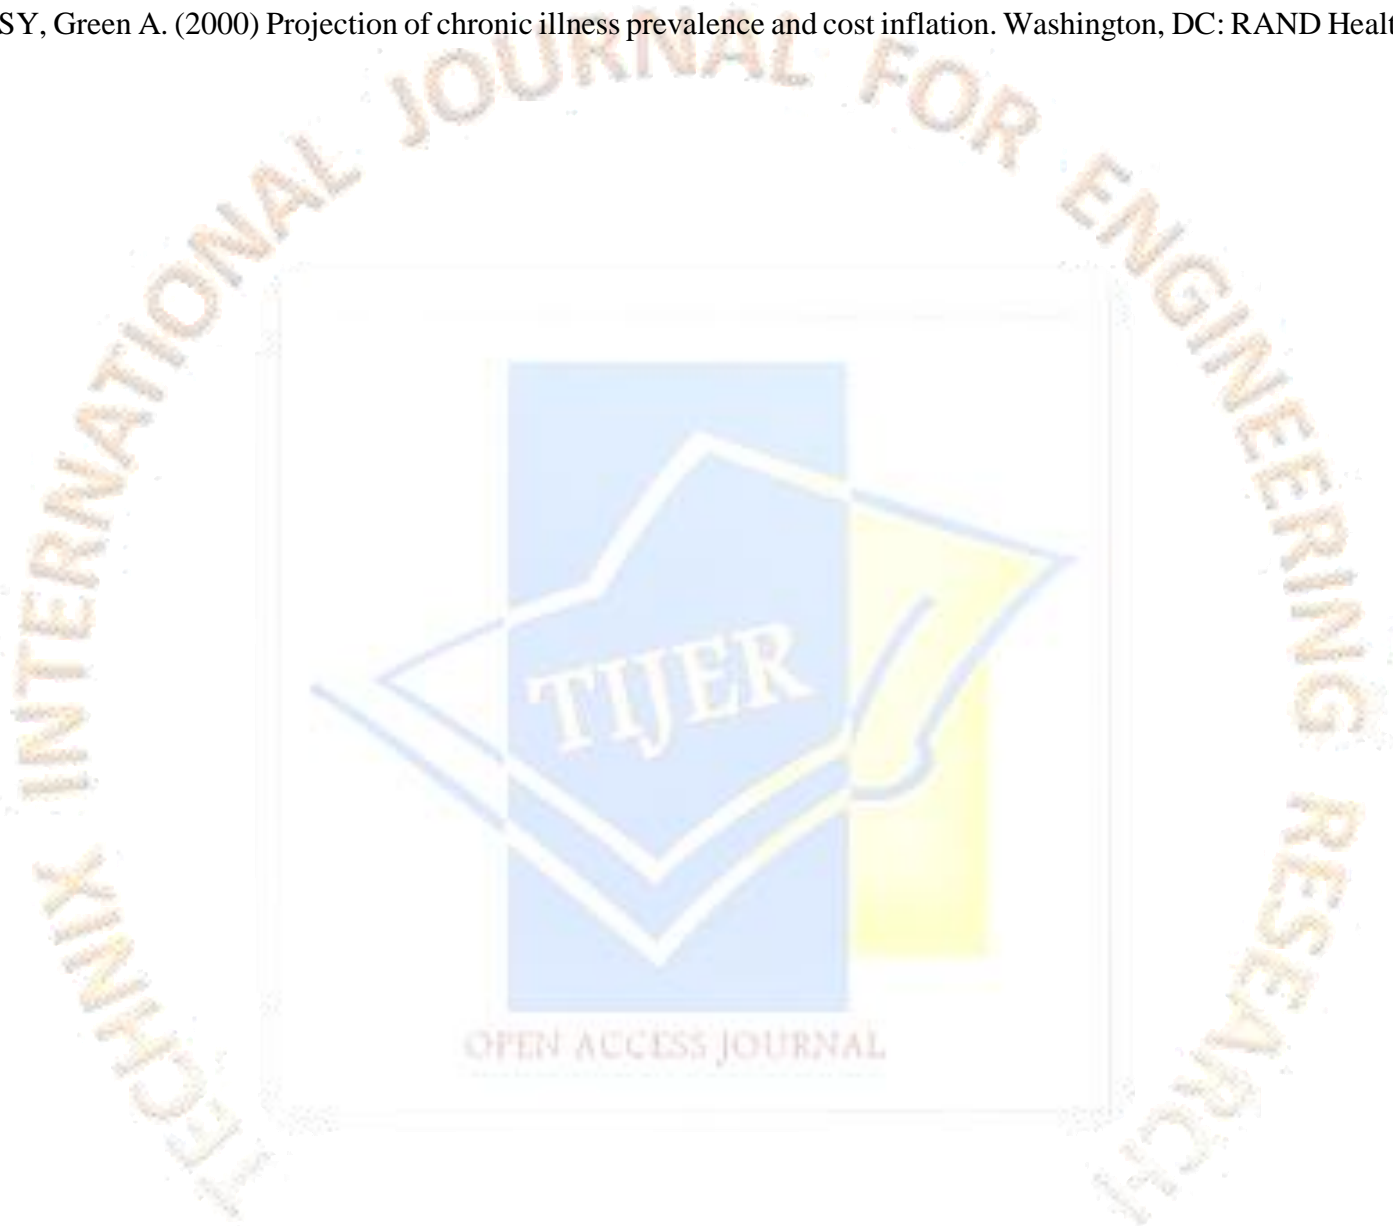 SY, Green A. (2000) Projection of chronic illness prevalence and cost inflation. Washington, DC: RAND Healt
TECHNIX INTERNATIONAL JOURNAL FOR ENGINEERING RESEARCH
TIJER
OPEN ACCESS JOURNAL